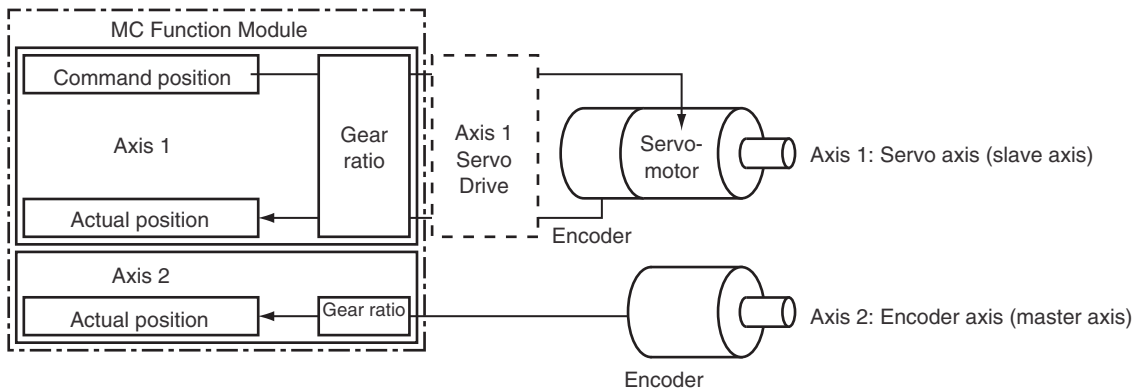 MC Function Module
Command position
Axis 1
Gear
ratio
Axis 1
Servo
Drive
Servo-
motor
Axis 1: Servo axis (slave axis)
Actual position
Encoder
Axis 2
Actual position
Gear ratio
Axis 2: Encoder axis (master axis)
Encoder